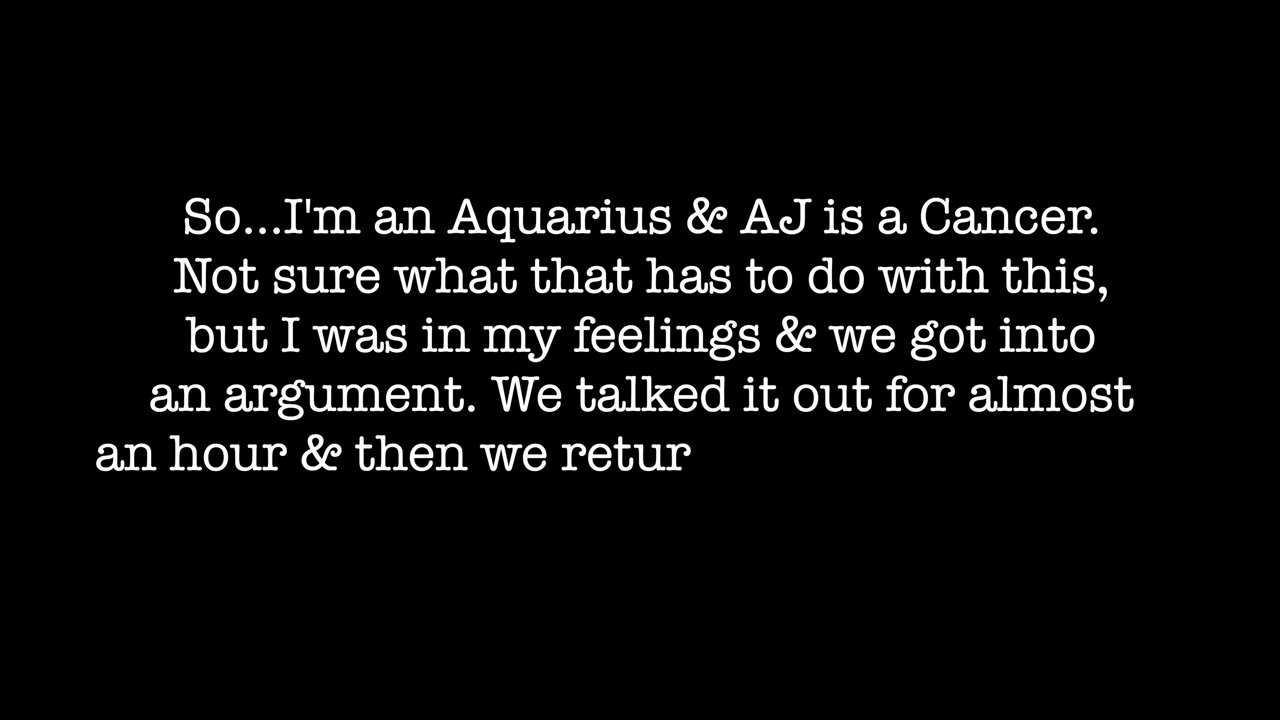 So...I'm an Aquarius & AJ is a Cancer.
Not sure what that has to do with this,
but I was in my feelings & we got into
an argument. We talked it out for almost
an hour & then we retur